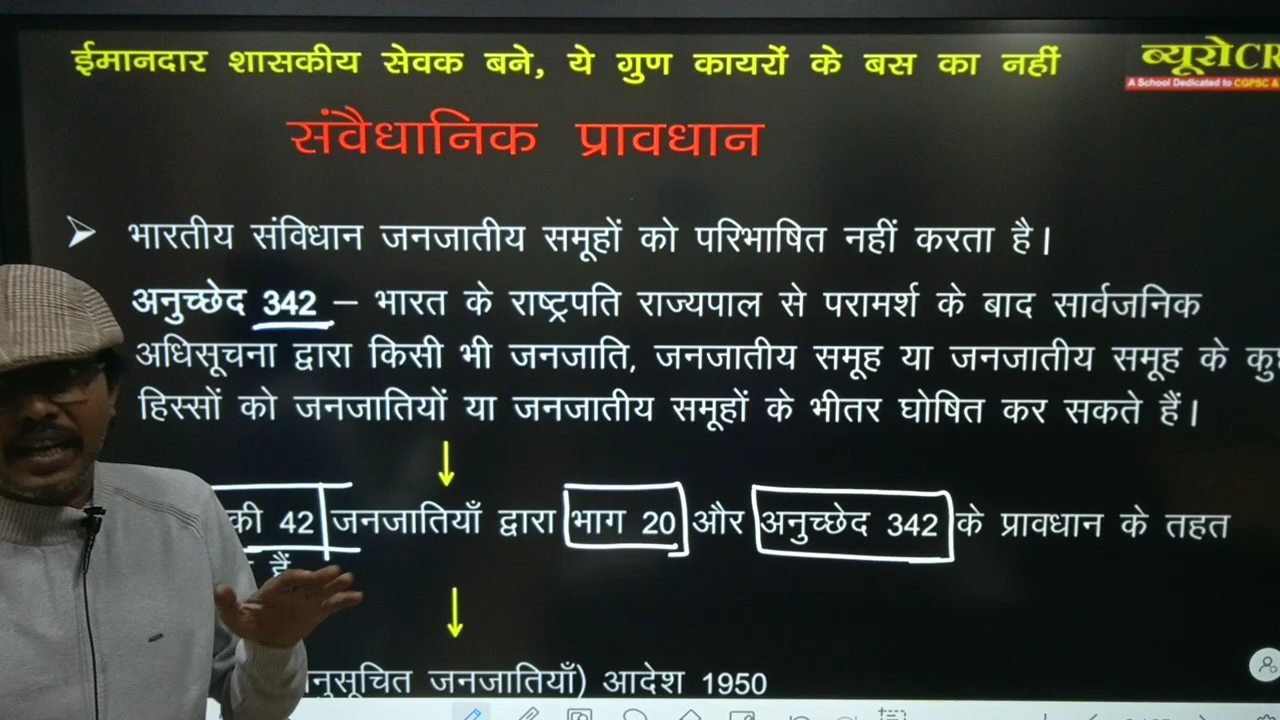 ईमानदार शासकीय सेवक बने, ये गुण कायरों के बस का नहीं
ब्यूरोCR
A School Dedicated to CGPSC &
संवैधानिक प्रावधान
भारतीय संविधान जनजातीय समूहों को परिभाषित नहीं करता है।
अनुच्छेद 342 – भारत के राष्ट्रपति राज्यपाल से परामर्श के बाद सार्वजनिक
अधिसूचना द्वारा किसी भी जनजाति, जनजातीय समूह या जनजातीय समूह के
हिस्सों को जनजातियों या जनजातीय समूहों के भीतर घोषित कर सकते हैं।
की 42 जनजातियाँ द्वारा भाग 20 और अनुच्छेद 342 के प्रावधान के तहत
हैं
जनजातियाँ) आदेश 1950